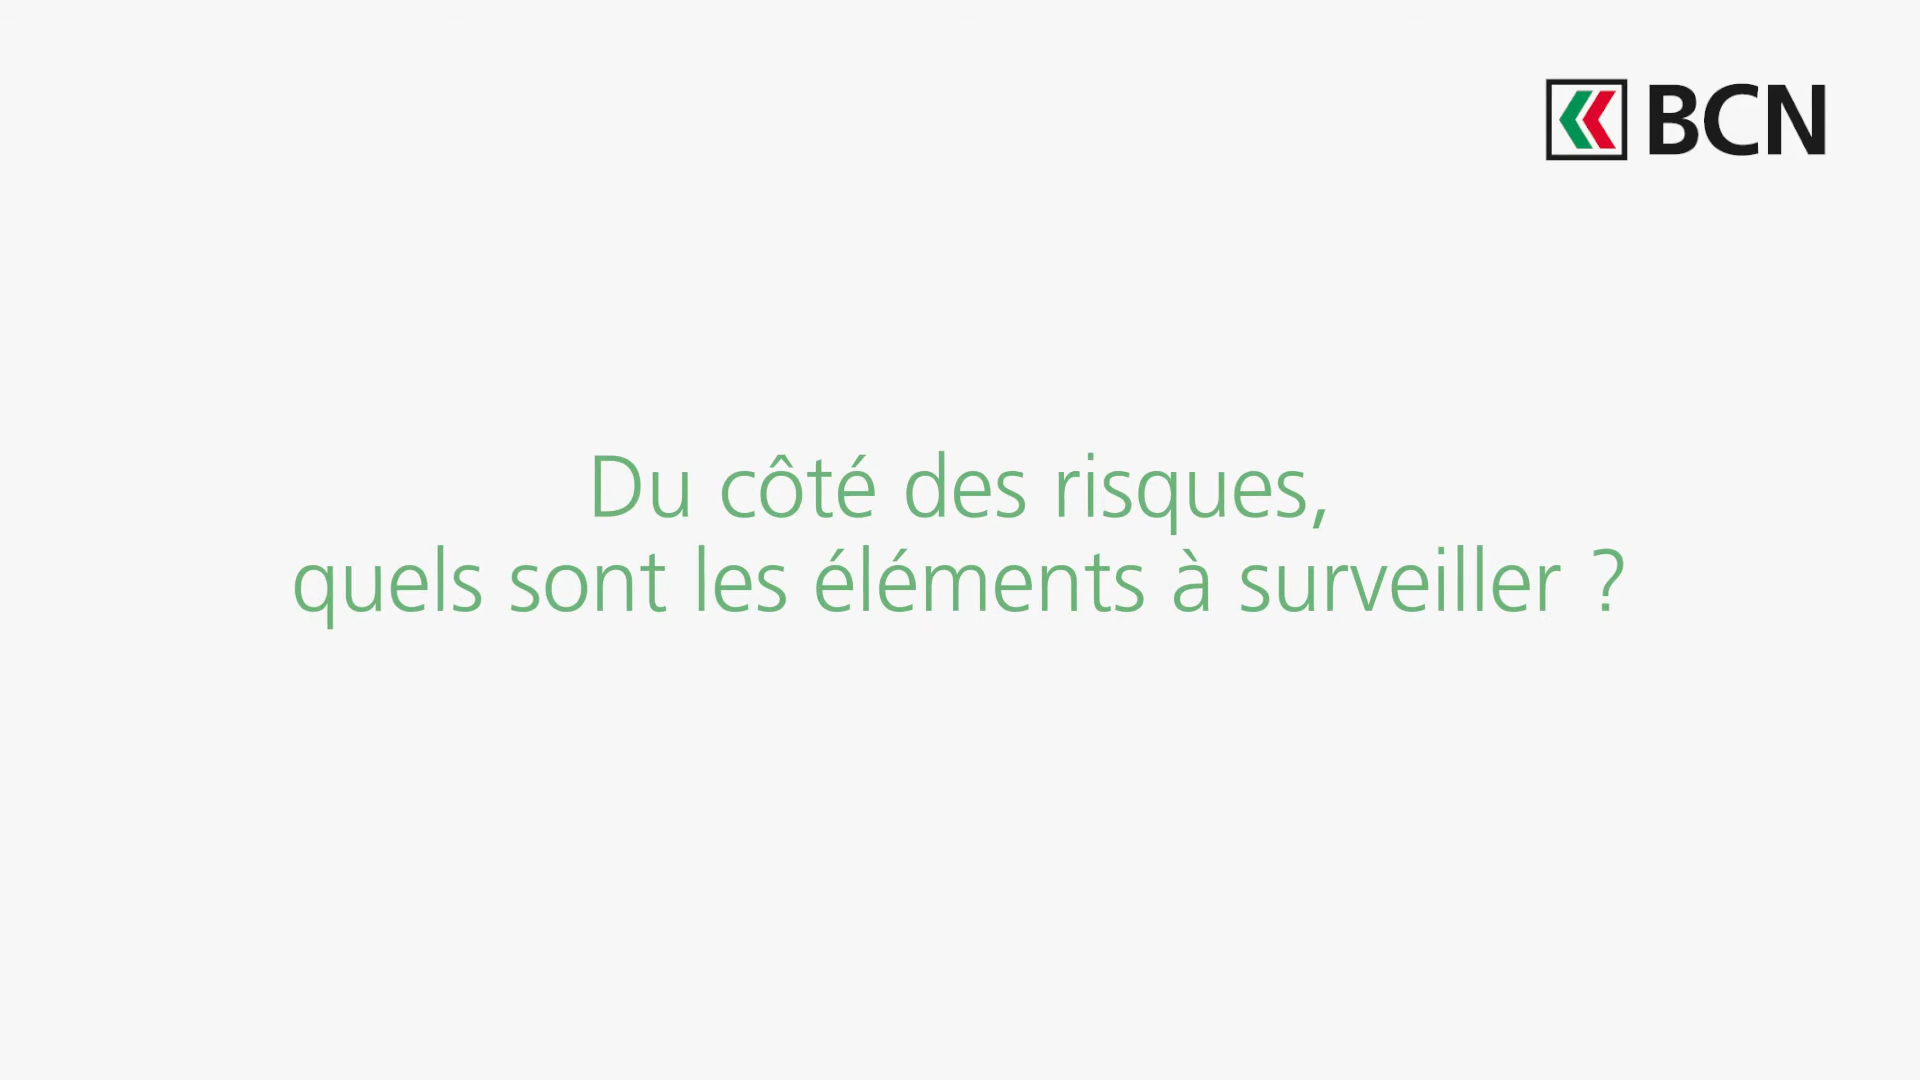 BCN
Du côté des risques,
quels sont les éléments à surveiller ?